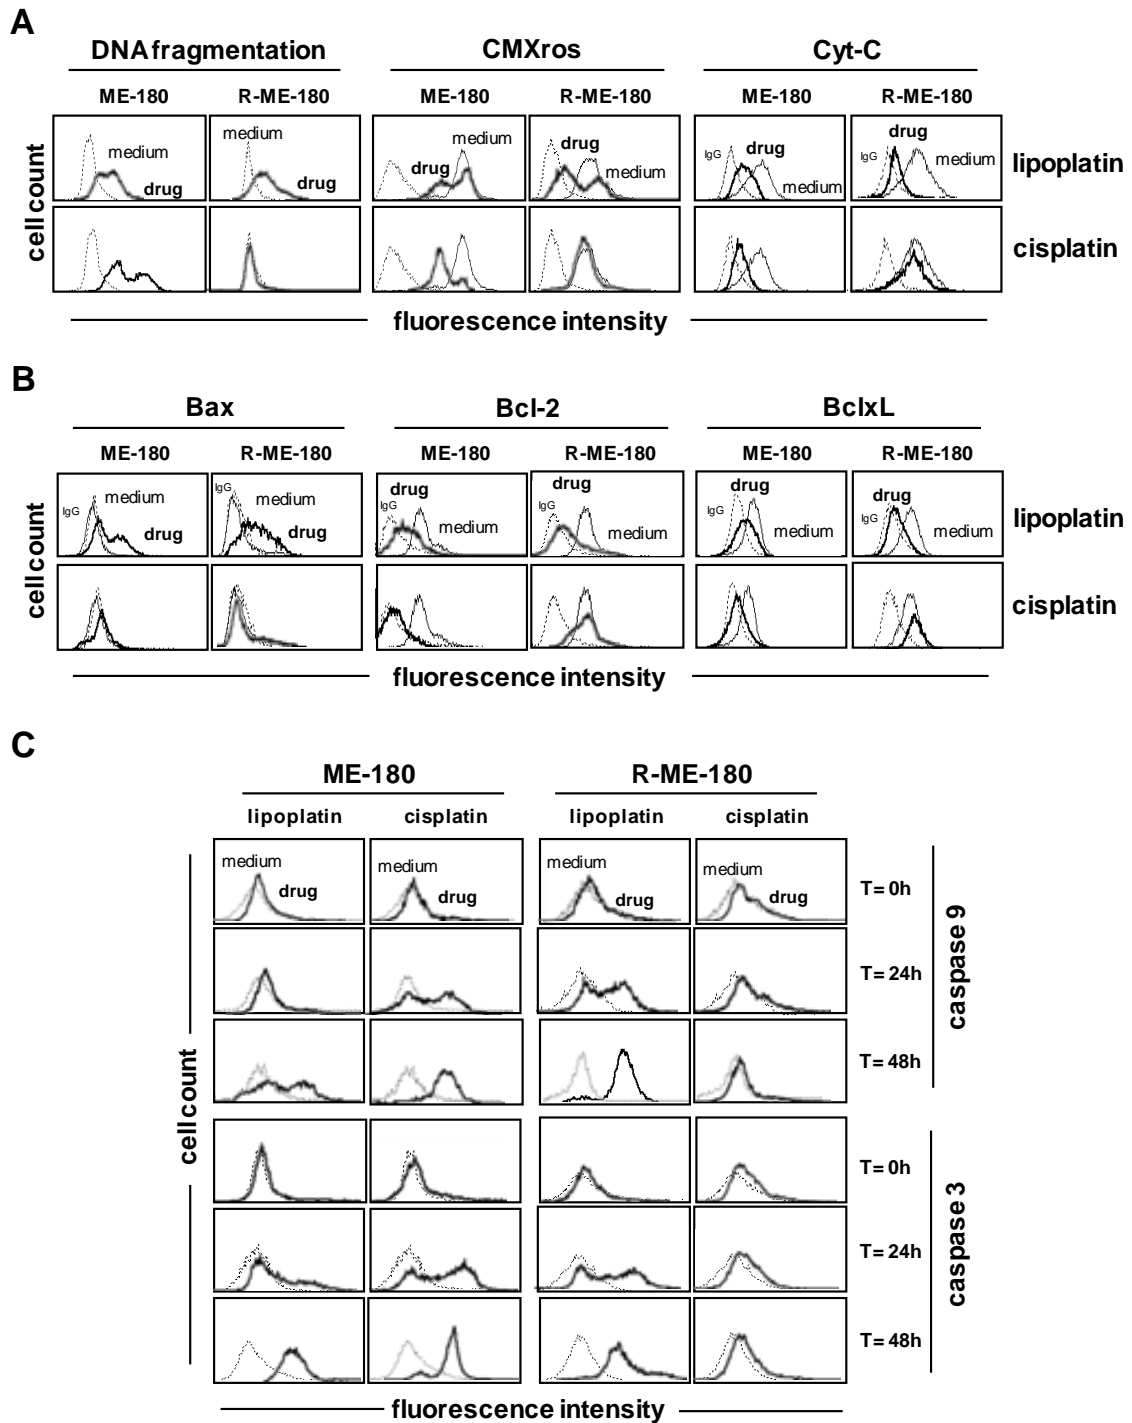 A
DNA fragmentation CMXros Cyt-C
ME-180 R-ME-180 ME-180 R-ME-180 ME-180 R-ME-180
cell count
medium drug medium drug drug medium drug medium IgG drug medium IgG drug medium lipoplatin
cisplatin
fluorescence intensity
B
Bax Bcl-2 BclxL
ME-180 R-ME-180 ME-180 R-ME-180 ME-180 R-ME-180
cell count
IgG medium drug IgG medium drug IgG drug medium IgG drug medium IgG drug medium IgG drug medium lipoplatin
cisplatin
fluorescence intensity
C
ME-180 R-ME-180
lipoplatin cisplatin lipoplatin cisplatin
medium drug medium drug medium drug medium drug T= 0h
T= 24h
T= 48h
caspase 9
cell count
T= 0h
T= 24h
T= 48h
caspase 3
fluorescence intensity